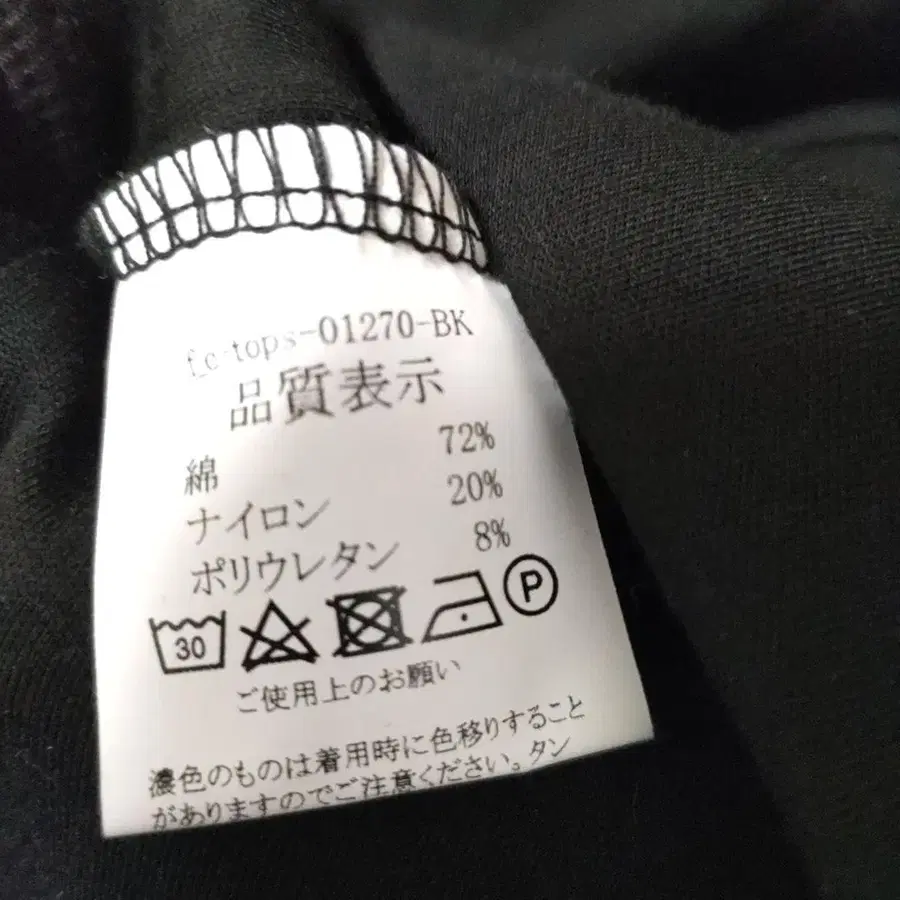 fc-tops-01270-BK
品質表示
綿 72%
ナイロン 20%
ポリウレタン 8%
30 P
ご使用上のお願い
濃色のものは着用時に色移りすること
がありますのでご注意ください。タン